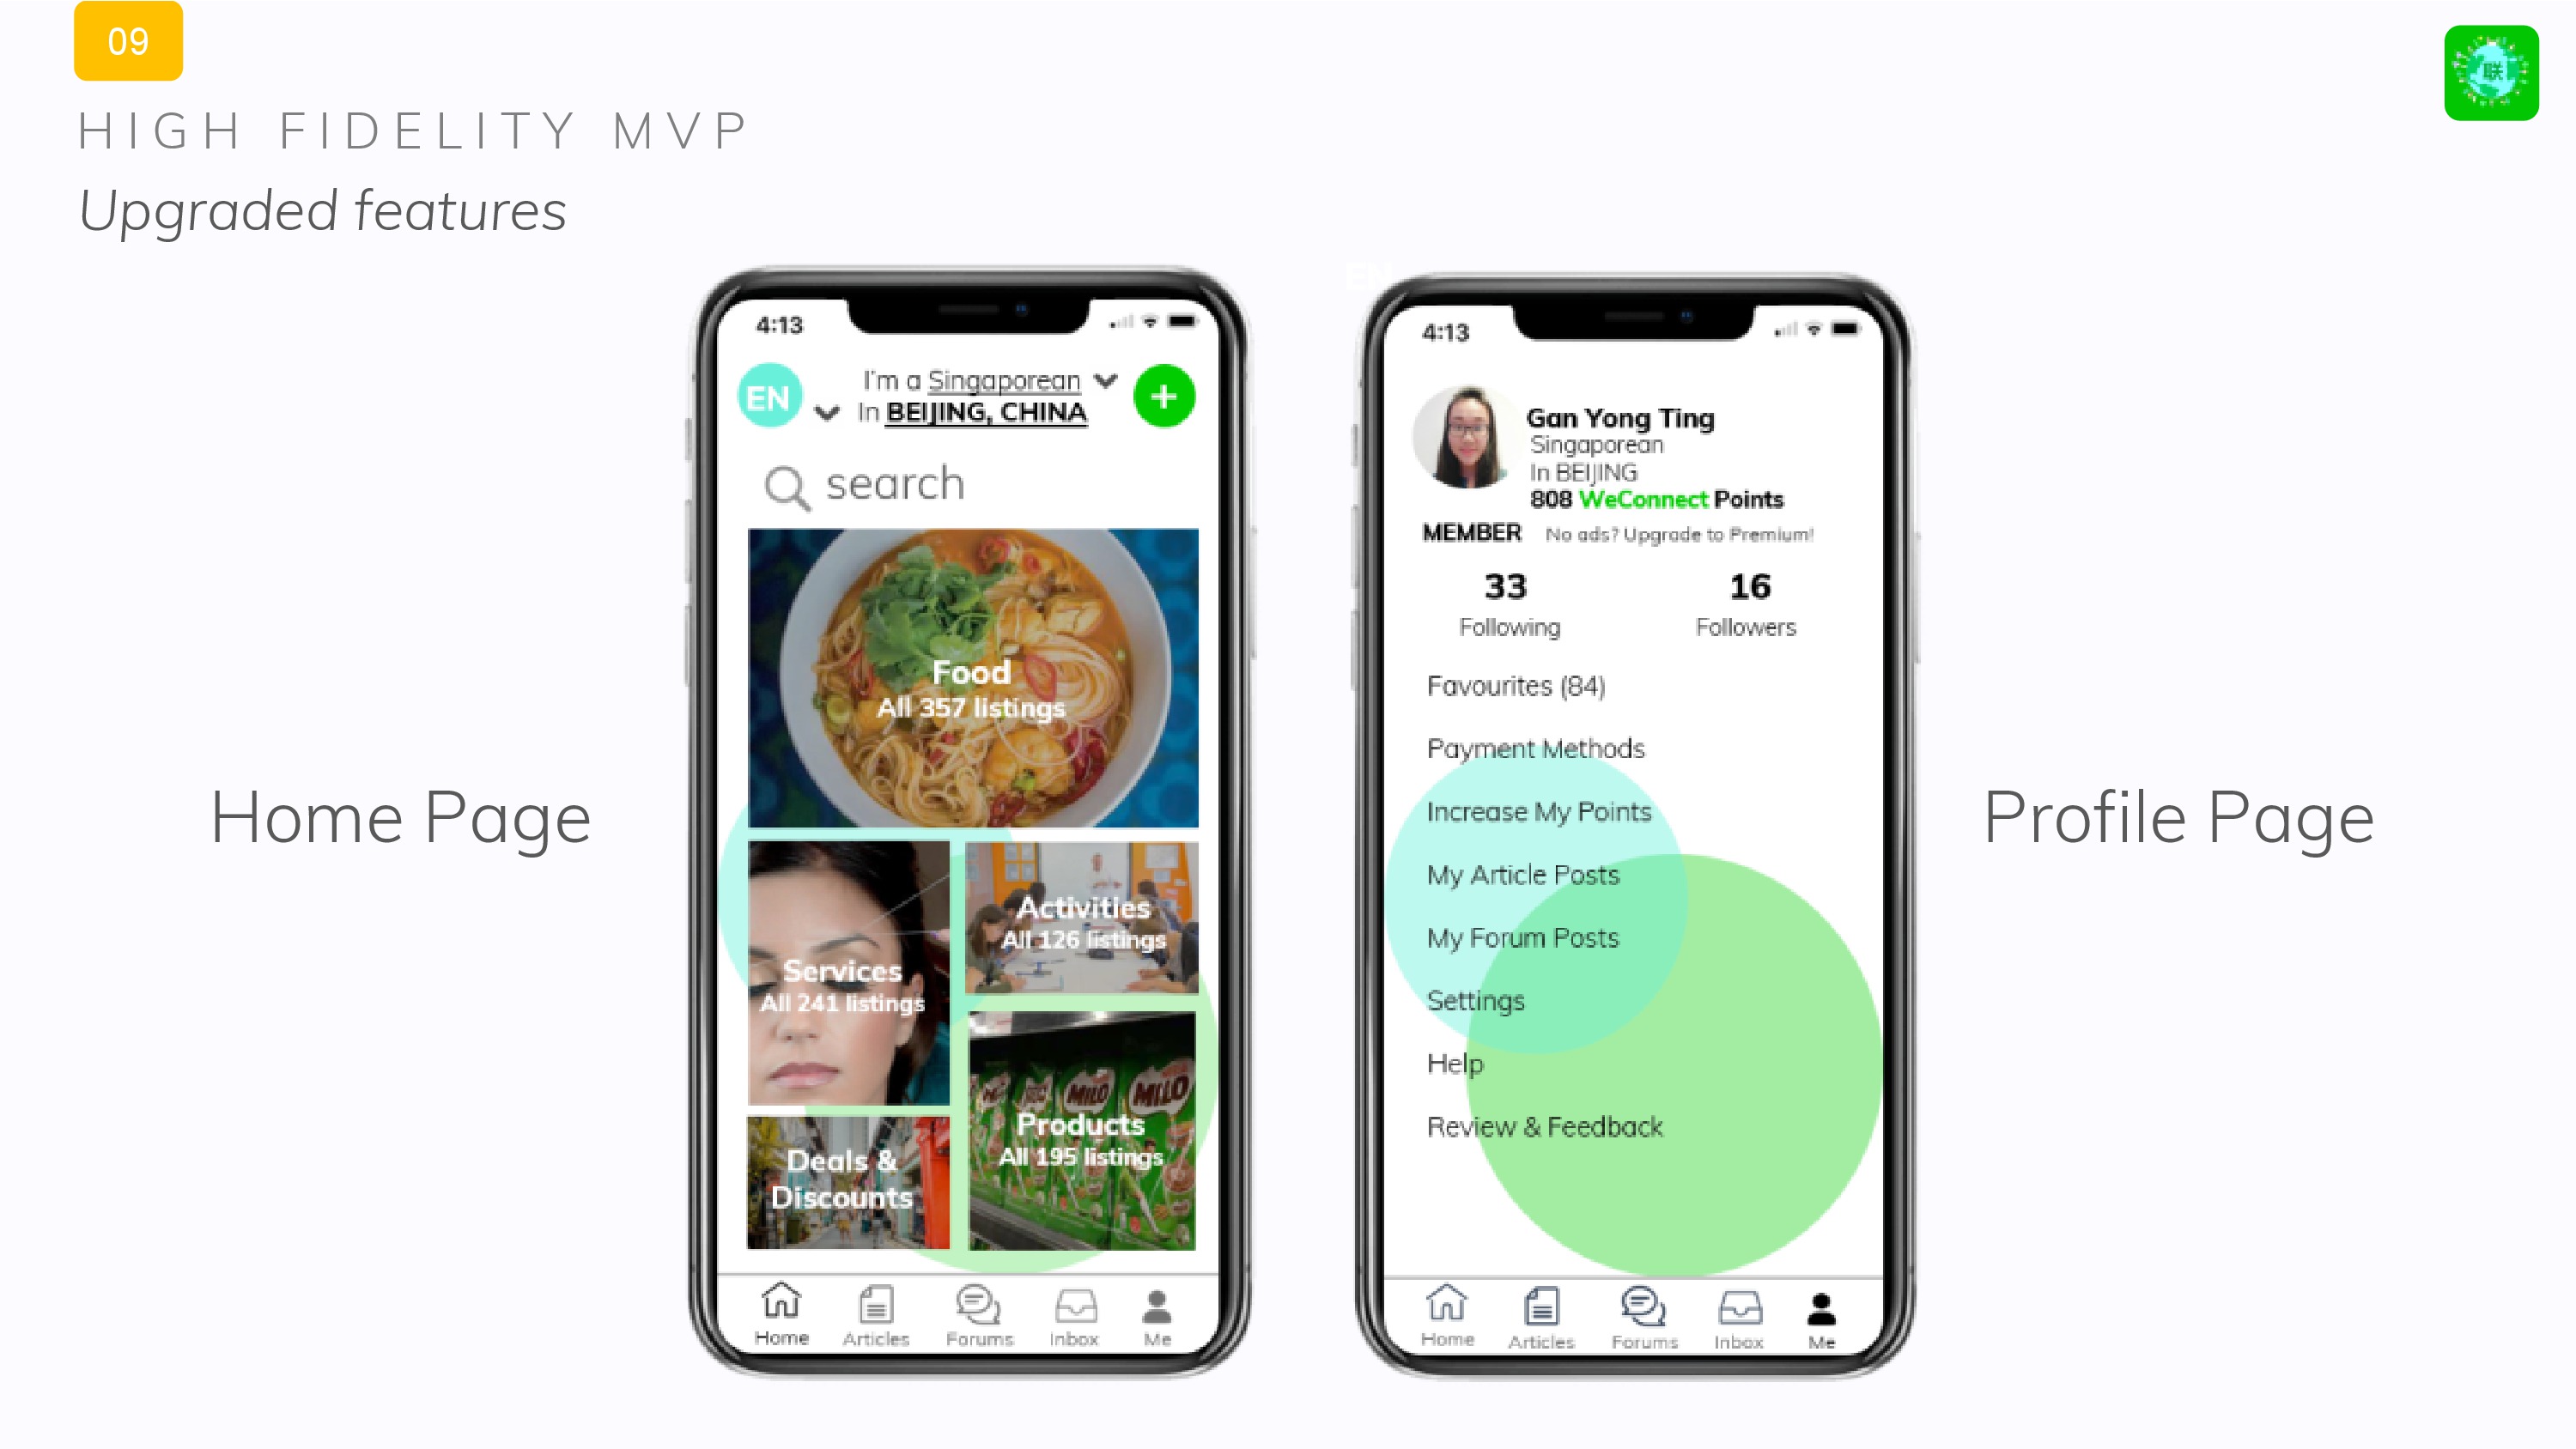 09
联
HIGH FIDELITY MVP
Upgraded features
Home Page
4:13
EN
I'm a Singaporean
In BEIJING, CHINA
+
search
Food
All 357 listings
Services
All 241 listings
Activities
All 126 listings
MILO
MILO
Products
All 195 listings
Deals &
Discounts
Home Articles Forums Inbox Me
EN
4:13
Gan Yong Ting
Singaporean
In BEIJING
808 WeConnect Points
MEMBER No ads? Upgrade to Premium!
33 16
Following Followers
Favourites (84)
Payment Methods
Increase My Points
My Article Posts
My Forum Posts
Settings
Help
Review & Feedback
Home Articles Forums Inbox Me
Profile Page